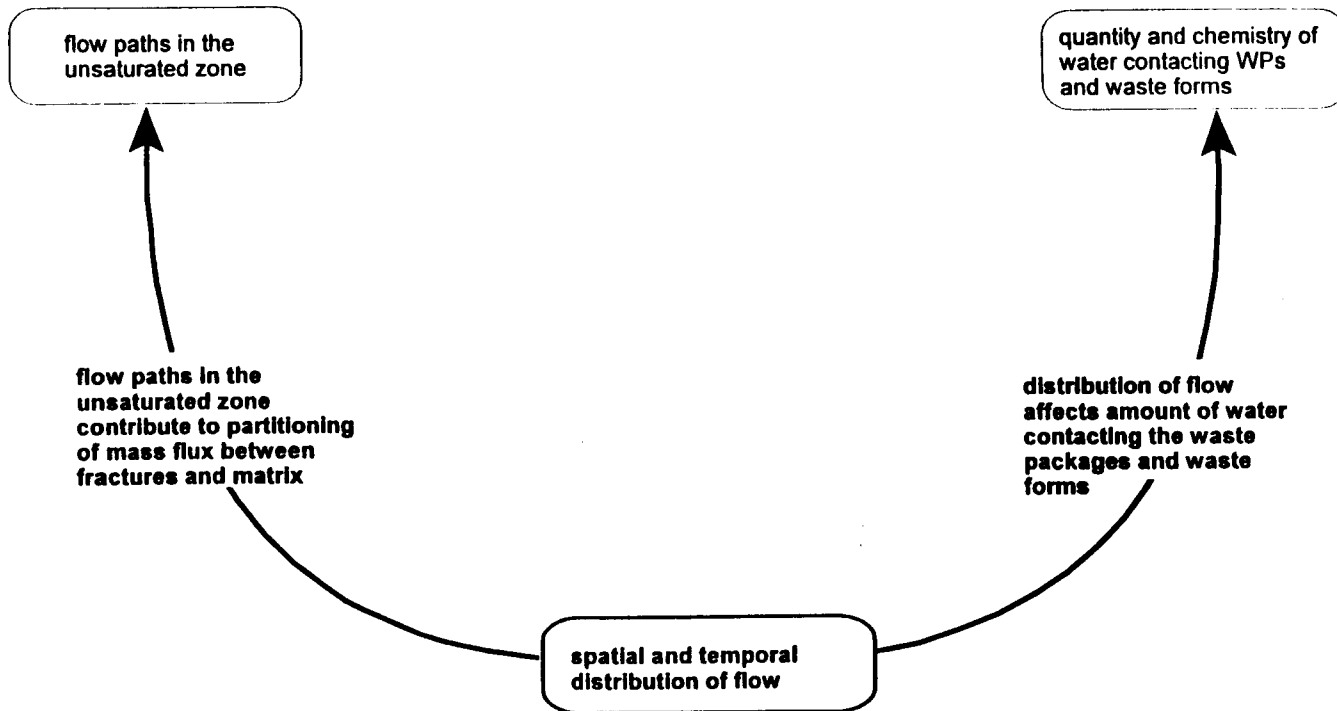 flow paths in the
unsaturated zone
quantity and chemistry of
water contacting WPs
and waste forms
flow paths in the
unsaturated zone
contribute to partitioning
of mass flux between
fractures and matrix
distribution of flow
affects amount of water
contacting the waste
packages and waste
forms
spatial and temporal
distribution of flow